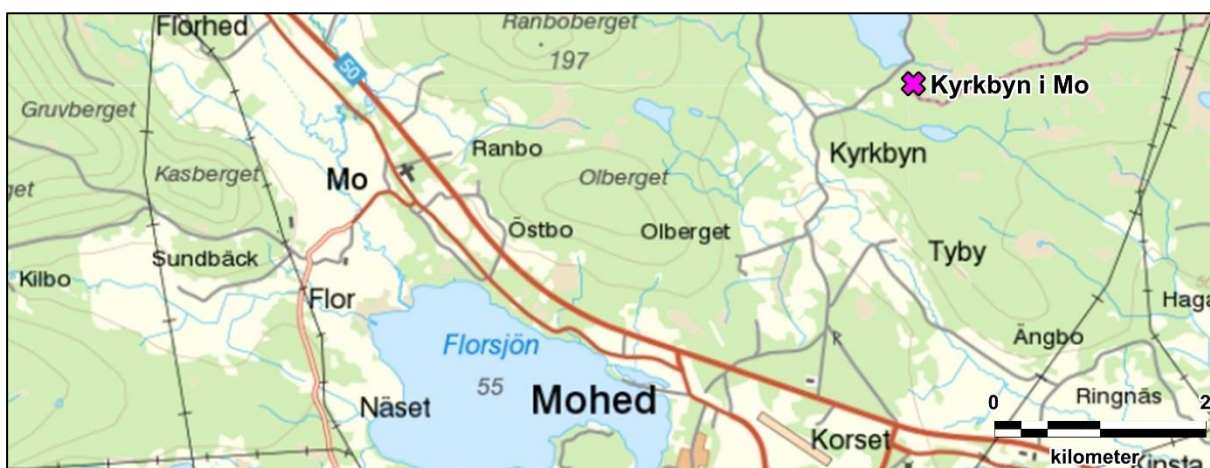 Florhed
Ranboberget
50
197
Kyrkbyn i Mo
Gruvberget
Ranbo
Kyrkbyn
Kasberget
Mo
Olberget
get
Östbo
Olberget
Tyby
Sundbäck
Kilbo
Flor
Haga
Florsjön
Ängbo
55
Mohed
Näset
Ringnäs
0
2
Korset
kilometer